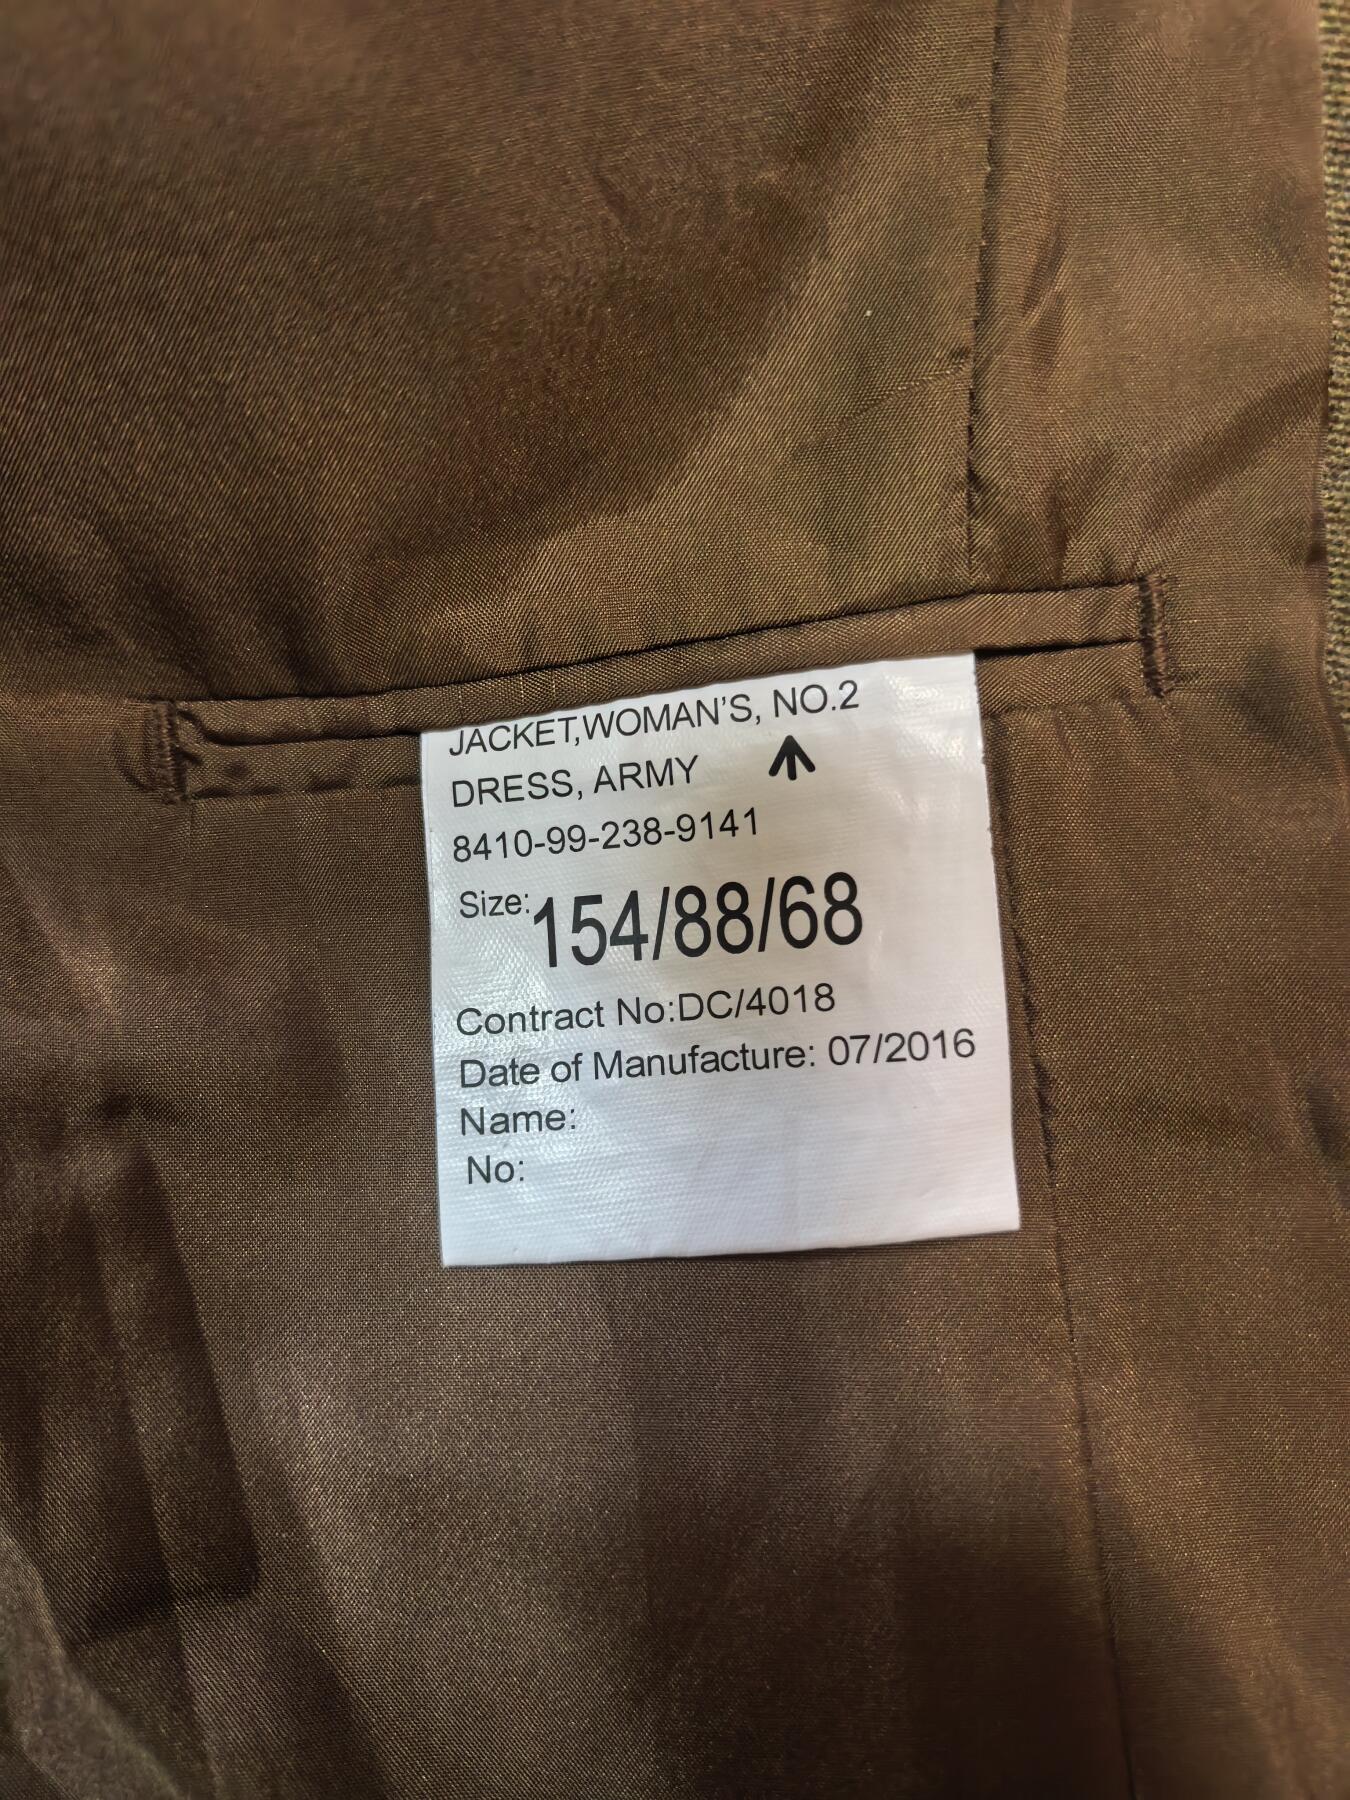 JACKET,WOMAN'S, NO.2
DRESS, ARMY
8410-99-238-9141
Size: 154/88/68
Contract No:DC/4018
Date of Manufacture: 07/2016
Name:
No: